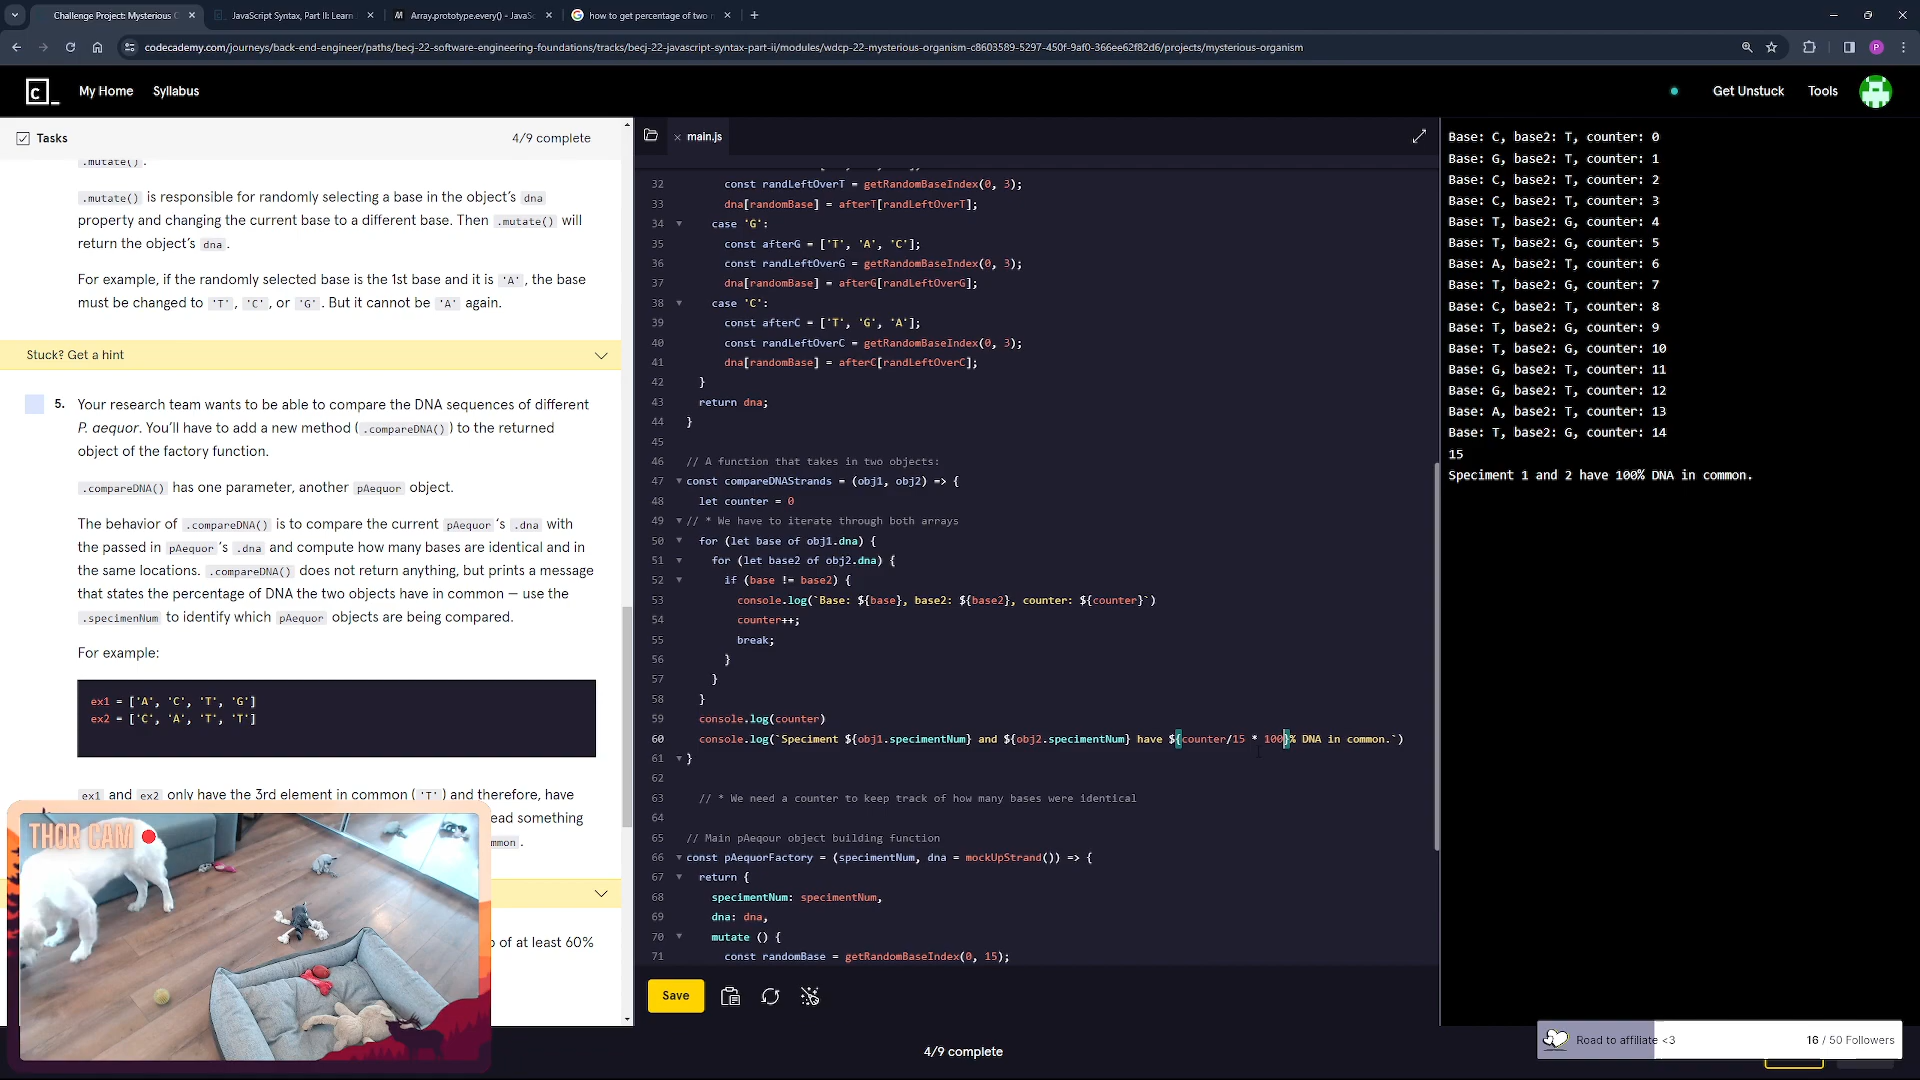 Challenge Project: Mysterious
JavaScript Syntax, Part II: Learn
Array.prototype.every() - JavaSc
how to get percentage of two
codecademy.com/journeys/back-end-engineer/paths/becj-22-software-engineering-foundations/tracks/becj-22-javascript-syntax-part-ii/modules/wdcp-22-mysterious-organism-c8603589-5297-450f-9af0-366ee62f82d6/projects/mysterious-organism
My Home
Syllabus
Get Unstuck
Tools
Tasks
4/9 complete
.mutate() .
.mutate() is responsible for randomly selecting a base in the object's dna
property and changing the current base to a different base. Then .mutate() will
return the object's dna .
For example, if the randomly selected base is the 1st base and it is 'A' , the base
must be changed to 'T' , 'C' , or 'G' . But it cannot be 'A' again.
Stuck? Get a hint
5. Your research team wants to be able to compare the DNA sequences of different
P. aequor. You'll have to add a new method ( .compareDNA() ) to the returned
object of the factory function.
.compareDNA() has one parameter, another pAequor object.
The behavior of .compareDNA() is to compare the current pAequor 's .dna with
the passed in pAequor 's .dna and compute how many bases are identical and in
the same locations. .compareDNA() does not return anything, but prints a message
that states the percentage of DNA the two objects have in common — use the
.specimenNum to identify which pAequor objects are being compared.
For example:
ex1 = ['A', 'C', 'T', 'G']
ex2 = ['C', 'A', 'T', 'T']
ex1 and ex2 only have the 3rd element in common ( 'T' ) and therefore, have
ead something
mmon .
THOR CAM
of at least 60%
main.js
32 const randLeftOverT = getRandomBaseIndex(0, 3);
33 dna[randomBase] = afterT[randLeftOverT];
34 case 'G':
35 const afterG = ['T', 'A', 'C'];
36 const randLeftOverG = getRandomBaseIndex(0, 3);
37 dna[randomBase] = afterG[randLeftOverG];
38 case 'C':
39 const afterC = ['T', 'G', 'A'];
40 const randLeftOverC = getRandomBaseIndex(0, 3);
41 dna[randomBase] = afterC[randLeftOverC];
42 }
43 return dna;
44 }
45
46 // A function that takes in two objects:
47 const compareDNAStrands = (obj1, obj2) => {
48 let counter = 0
49 // * We have to iterate through both arrays
50 for (let base of obj1.dna) {
51 for (let base2 of obj2.dna) {
52 if (base != base2) {
53 console.log(`Base: ${base}, base2: ${base2}, counter: ${counter}`)
54 counter++;
55 break;
56 }
57 }
58 }
59 console.log(counter)
60 console.log(`Speciment ${obj1.specimentNum} and ${obj2.specimentNum} have ${counter/15 * 100}% DNA in common.`)
61 }
62
63 // * We need a counter to keep track of how many bases were identical
64
65 // Main pAeqour object building function
66 const pAequorFactory = (specimentNum, dna = mockUpStrand()) => {
67 return {
68 specimentNum: specimentNum,
69 dna: dna,
70 mutate () {
71 const randomBase = getRandomBaseIndex(0, 15);
Save
4/9 complete
Base: C, base2: T, counter: 0
Base: G, base2: T, counter: 1
Base: C, base2: T, counter: 2
Base: C, base2: T, counter: 3
Base: T, base2: G, counter: 4
Base: T, base2: G, counter: 5
Base: A, base2: T, counter: 6
Base: T, base2: G, counter: 7
Base: C, base2: T, counter: 8
Base: T, base2: G, counter: 9
Base: T, base2: G, counter: 10
Base: G, base2: T, counter: 11
Base: G, base2: T, counter: 12
Base: A, base2: T, counter: 13
Base: T, base2: G, counter: 14
15
Speciment 1 and 2 have 100% DNA in common.
Road to affiliate <3
16 / 50 Followers